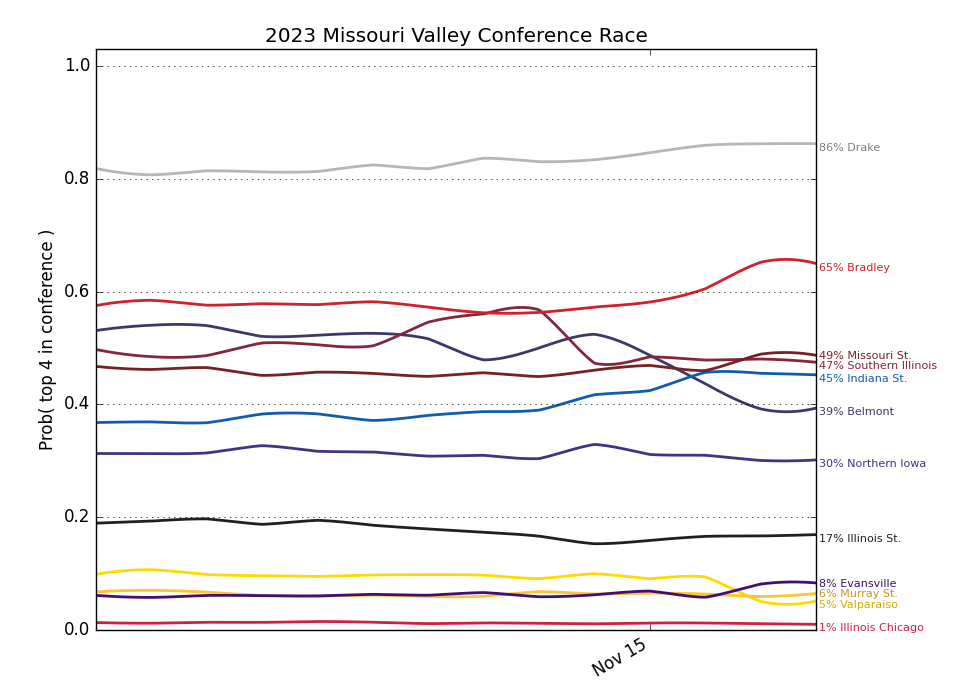 2023 Missouri Valley Conference Race
Prob( top 4 in conference )
1.0
0.8
0.6
0.4
0.2
0.0
Nov 15
86% Drake
65% Bradley
49% Missouri St.
47% Southern Illinois
45% Indiana St.
39% Belmont
30% Northern Iowa
17% Illinois St.
8% Evansville
6% Murray St.
5% Valparaiso
1% Illinois Chicago